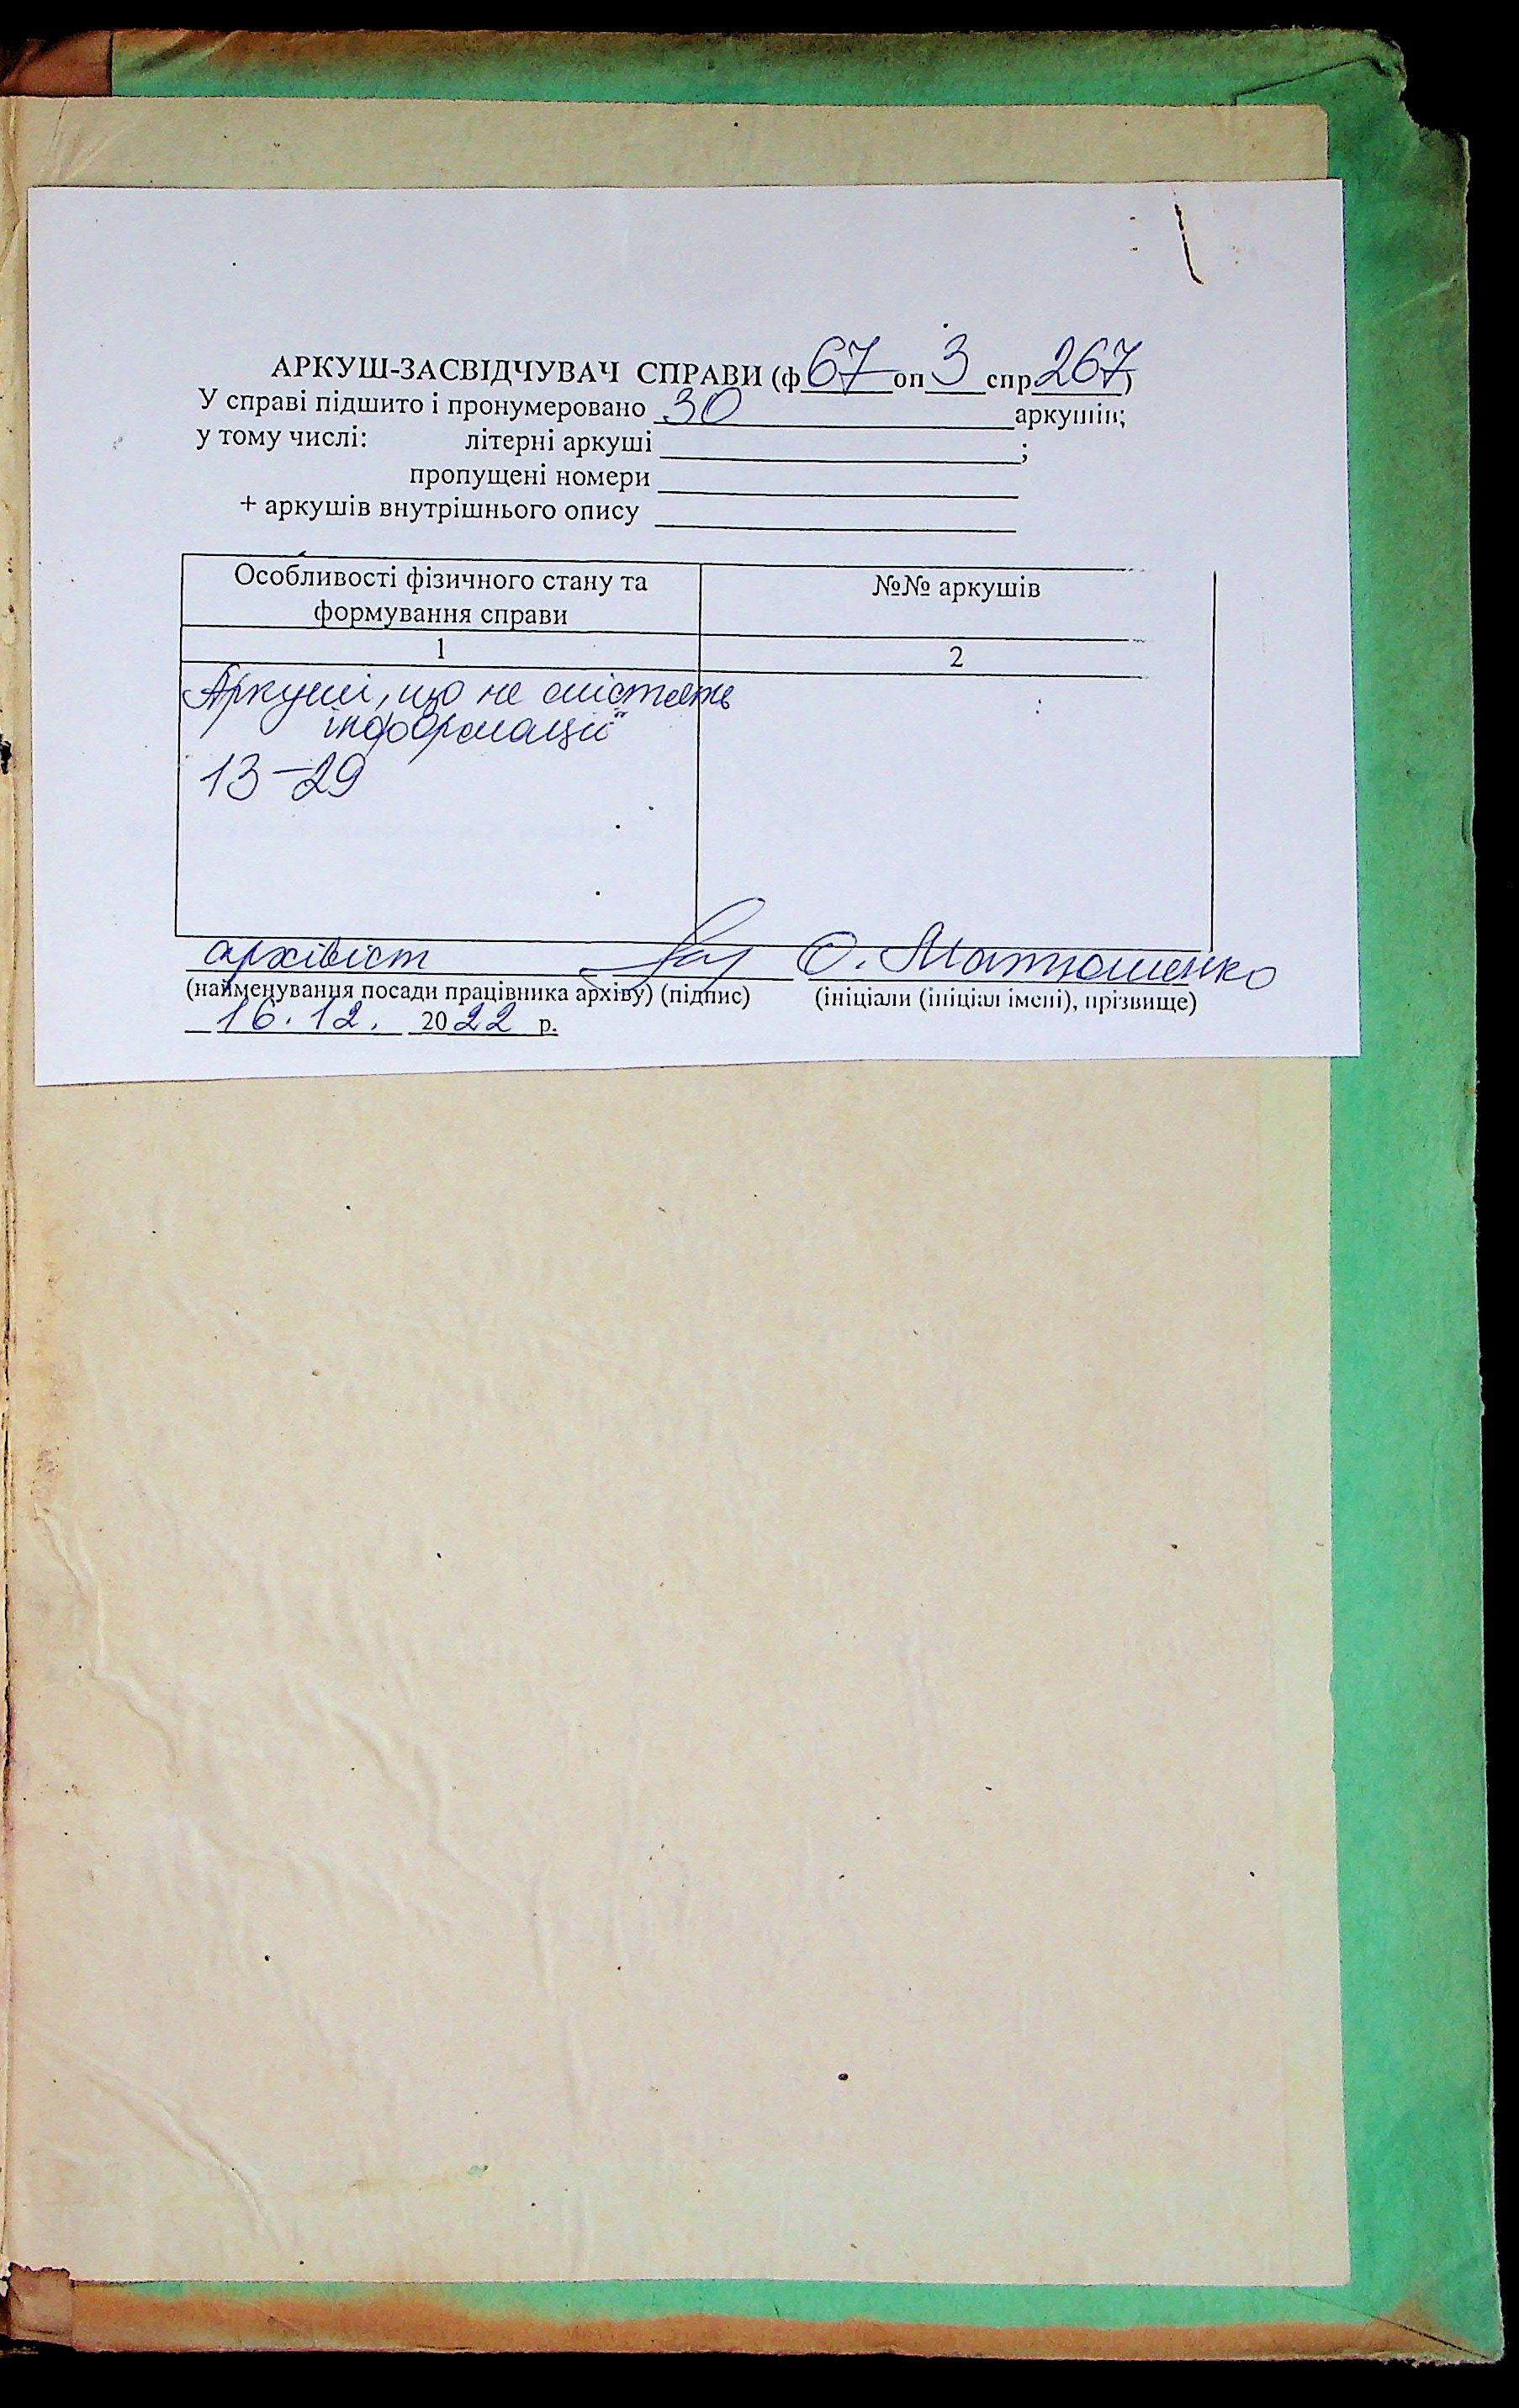 АРКУШ-ЗАСВІДЧУВАЧ СПРАВИ (ф 67 оп 3 спр 267)
У справі підшито і пронумеровано 30 аркушів;
у тому числі: літерні аркуші ;
пропущені номери
+ аркушів внутрішнього опису
Особливості фізичного стану та формування справи
№№ аркушів
1
2
Аркуші, що не містять
інформації
13-29
архівіст О. Матюшенко
(найменування посади працівника архіву) (підпис) (ініціали (ініціал імені), прізвище)
16.12. 2022 р.